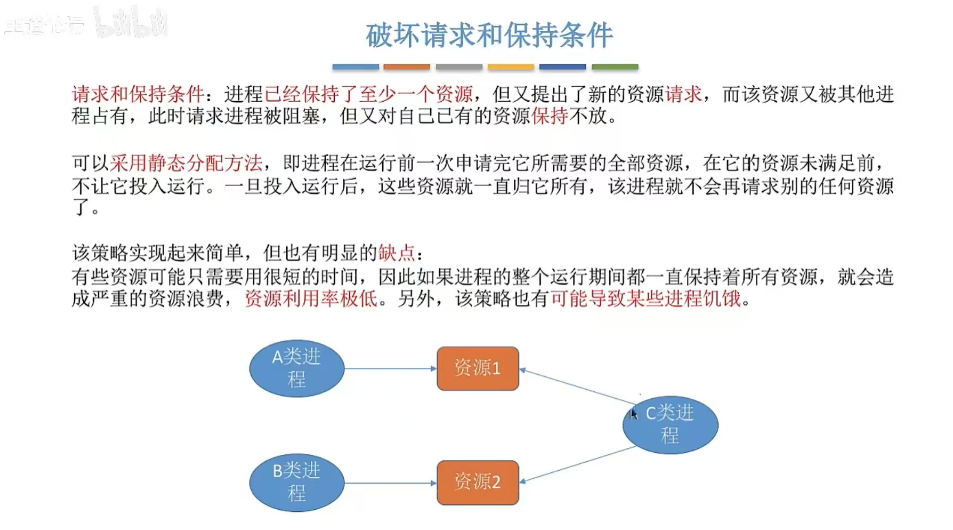 bilibili
破坏请求和保持条件
请求和保持条件：进程已经保持了至少一个资源，但又提出了新的资源请求，而该资源又被其他进
程占有，此时请求进程被阻塞，但又对自己已有的资源保持不放。
可以采用静态分配方法，即进程在运行前一次申请完它所需要的全部资源，在它的资源未满足前，
不让它投入运行。一旦投入运行后，这些资源就一直归它所有，该进程就不会再请求别的任何资源
了。
该策略实现起来简单，但也有明显的缺点：
有些资源可能只需要用很短的时间，因此如果进程的整个运行期间都一直保持着所有资源，就会造
成严重的资源浪费，资源利用率极低。另外，该策略也有可能导致某些进程饥饿。
A类进
程
资源1
C类进
程
B类进
程
资源2